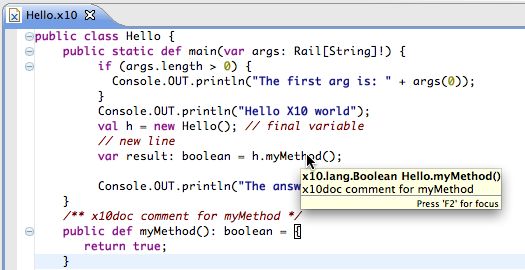 Hello.x10
public class Hello {
public static def main(var args: Rail[String]!) {
if (args.length > 0) {
Console.OUT.println("The first arg is: " + args(0));
}
Console.OUT.println("Hello X10 world");
val h = new Hello(); // final variable
// new line
var result: boolean = h.myMethod();
x10.lang.Boolean Hello.myMethod()
x10doc comment for myMethod
Press 'F2' for focus
Console.OUT.println("The answ
}
/** x10doc comment for myMethod */
public def myMethod(): boolean = {
return true;
}